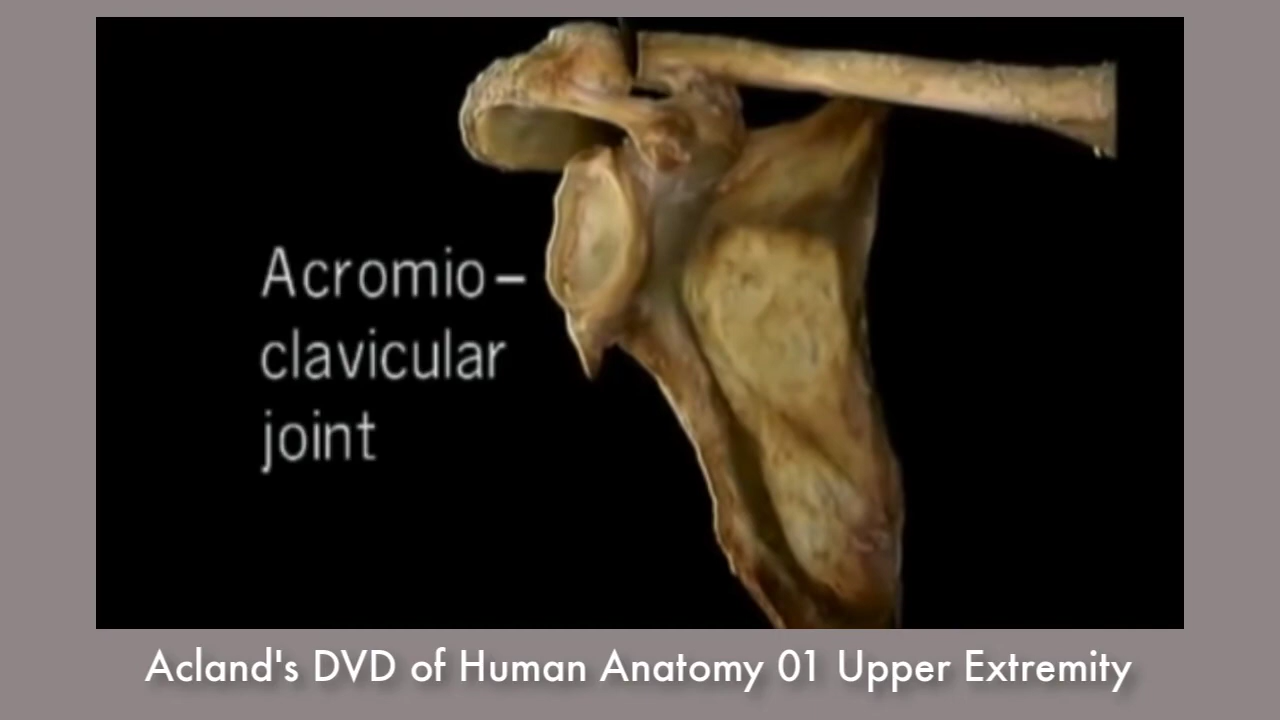 Acromio–
clavicular
joint
Acland's DVD of Human Anatomy 01 Upper Extremity